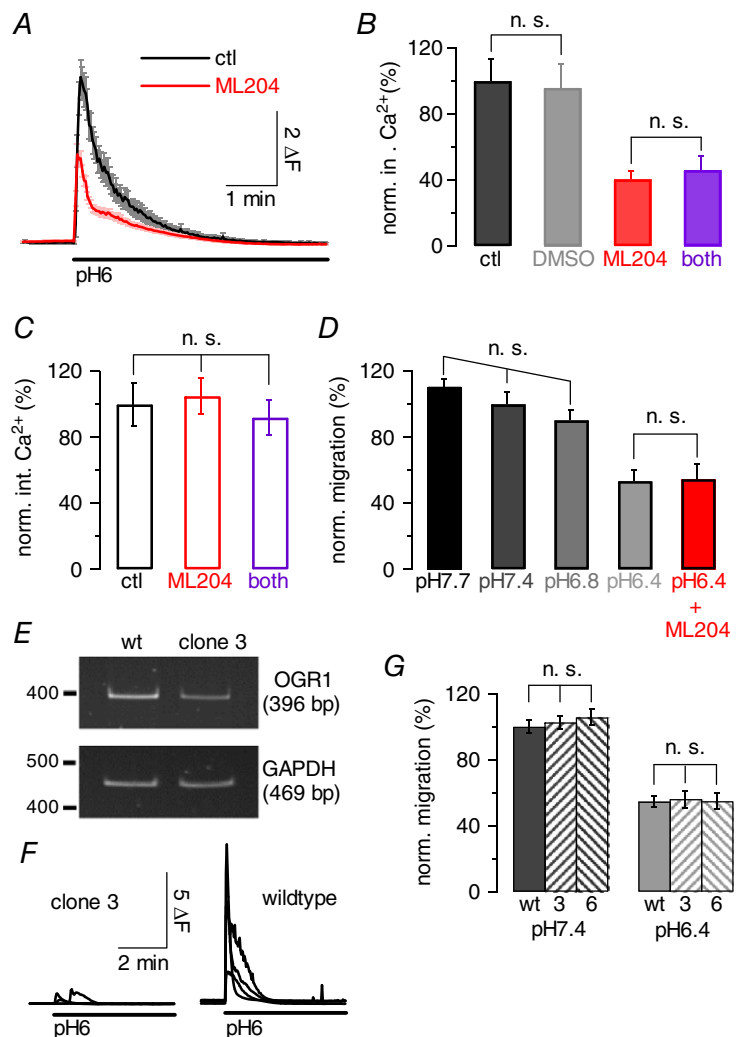 A
ctl
ML204
2 ΔF
1 min
pH6
B
norm. in . Ca²⁺(%)
120
80
40
0
n. s.
n. s.
ctl
DMSO
ML204
both
C
norm. int. Ca²⁺ (%)
120
80
40
0
n. s.
ctl
ML204
both
D
norm. migration (%)
120
80
40
0
n. s.
n. s.
pH7.7
pH7.4
pH6.8
pH6.4
pH6.4
+
ML204
E
wt
clone 3
400
OGR1
(396 bp)
500
400
GAPDH
(469 bp)
F
clone 3
5 ΔF
2 min
wildtype
pH6
pH6
G
norm. migration (%)
120
80
40
0
n. s.
n. s.
wt 3 6
pH7.4
wt 3 6
pH6.4